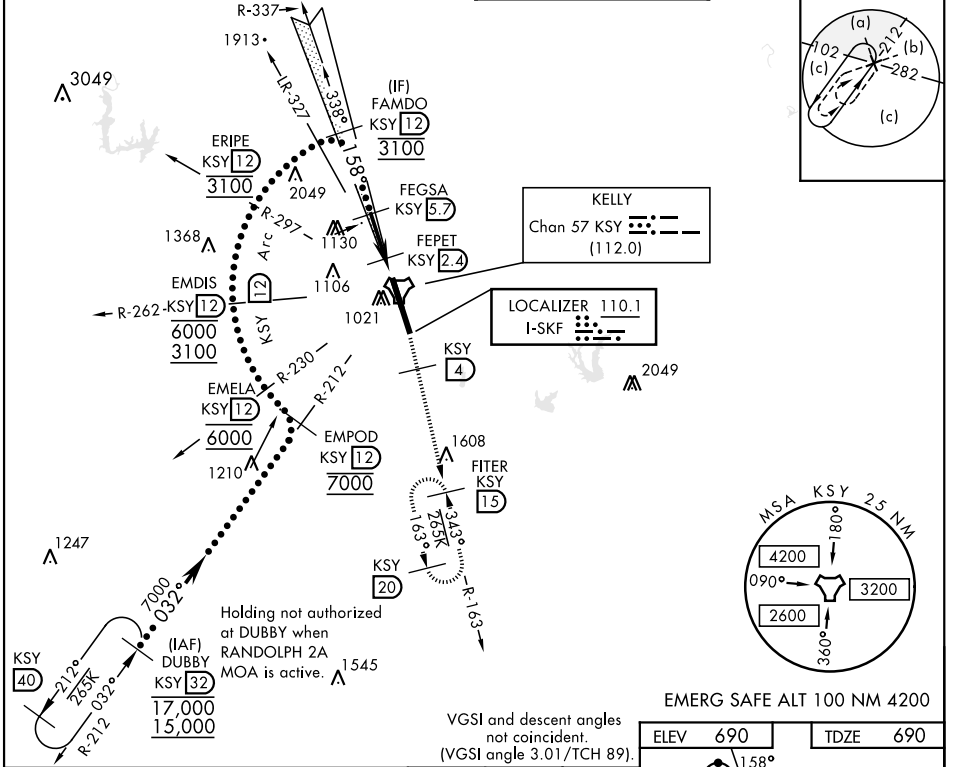 R-337
1913
LR-327
338°
(IF)
FAMDO
KSY 12
3100
3049
ERIPE
KSY 12
3100
2049
158°
FEGSA
KSY 5.7
R-297
1130
FEPET
KSY 2.4
1368
Arc
1106
EMDIS
R-262
KSY 12
6000
3100
KSY 12
1021
KELLY
Chan 57 KSY
(112.0)
LOCALIZER 110.1
I-SKF
KSY
4
2049
R-230
R-212
EMELA
KSY 12
6000
1210
EMPOD
KSY 12
7000
1608
FITER
KSY
15
343°
265K
163°
KSY
20
R-163
1247
7000
032°
Holding not authorized
at DUBBY when
RANDOLPH 2A
MOA is active.
1545
(IAF)
DUBBY
KSY 32
17,000
15,000
KSY
40
212°
265K
032°
R-212
(a)
212
102
(b)
(c)
282
(c)
MSA KSY 25 NM
180°
4200
090°
3200
2600
360°
EMERG SAFE ALT 100 NM 4200
VGSI and descent angles
not coincident.
(VGSI angle 3.01/TCH 89).
ELEV 690
TDZE 690
158°